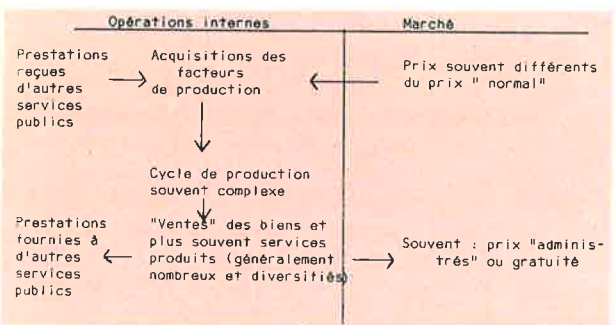 Opérations internes
Marché
Prestations
reçues
d'autres
services
publics
Acquisitions des
facteurs
de production
Prix souvent différents
du prix " normal"
Cycle de production
souvent complexe
Prestations
fournies à
d'autres
services
publics
"Ventes" des biens et
plus souvent services
produits (généralement
nombreux et diversifiés)
Souvent : prix "adminis-
trés" ou gratuité